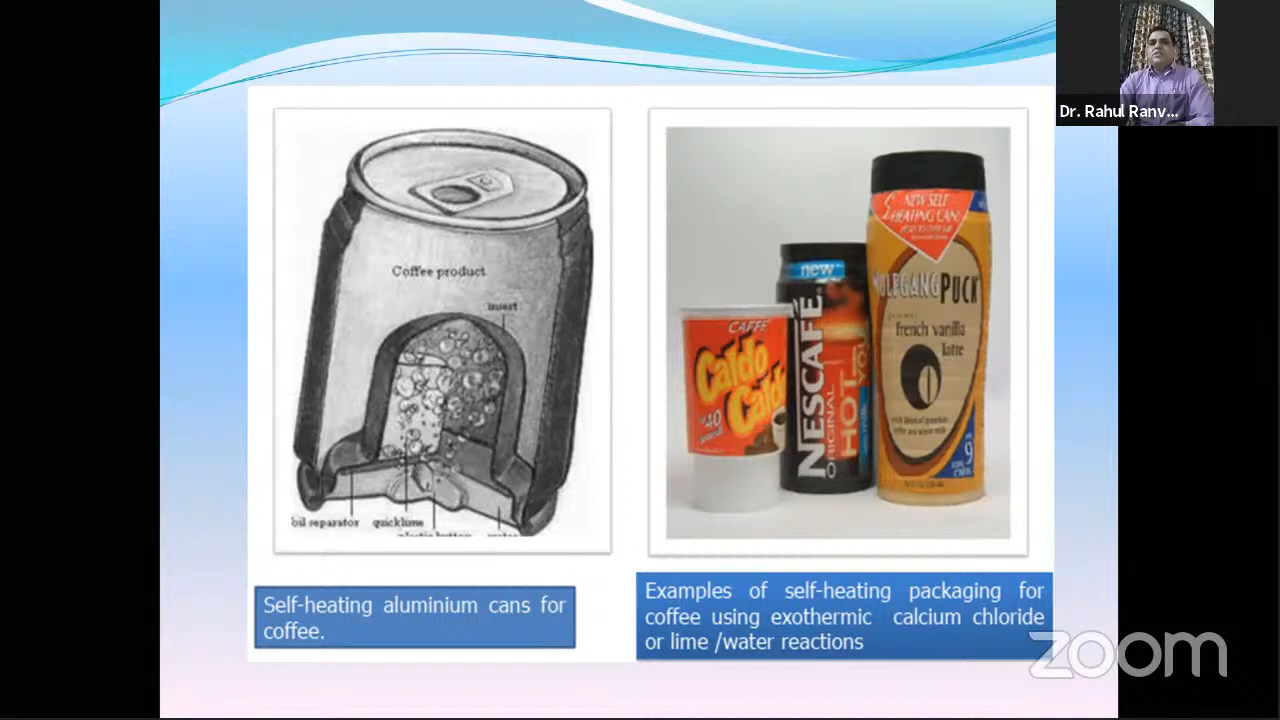 Dr. Rahul Ranv...
Coffee product
insert
oil separator quicklime
CAFFE
Caldo
Caldo
new
NESCAFÉ
ORIGINAL
HOT
NEW SELF
HEATING CAN!
WOLFGANG PUCK
french vanilla
latte
Self-heating aluminium cans for
coffee.
Examples of self-heating packaging for
coffee using exothermic calcium chloride
or lime /water reactions
zoom